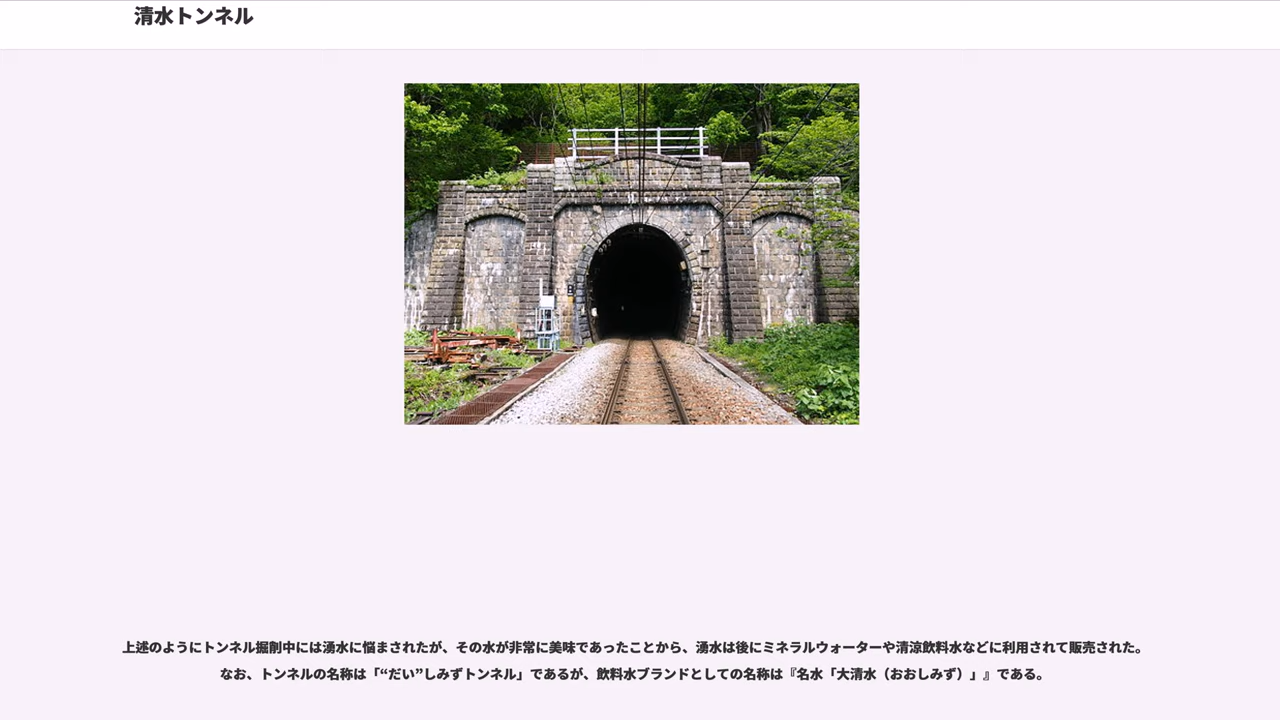 清水トンネル
上述のようにトンネル掘削中には湧水に悩まされたが、その水が非常に美味であったことから、湧水は後にミネラルウォーターや清涼飲料水などに利用されて販売された。
なお、トンネルの名称は「“だい”しみずトンネル」であるが、飲料水ブランドとしての名称は『名水「大清水（おおしみず）」』である。